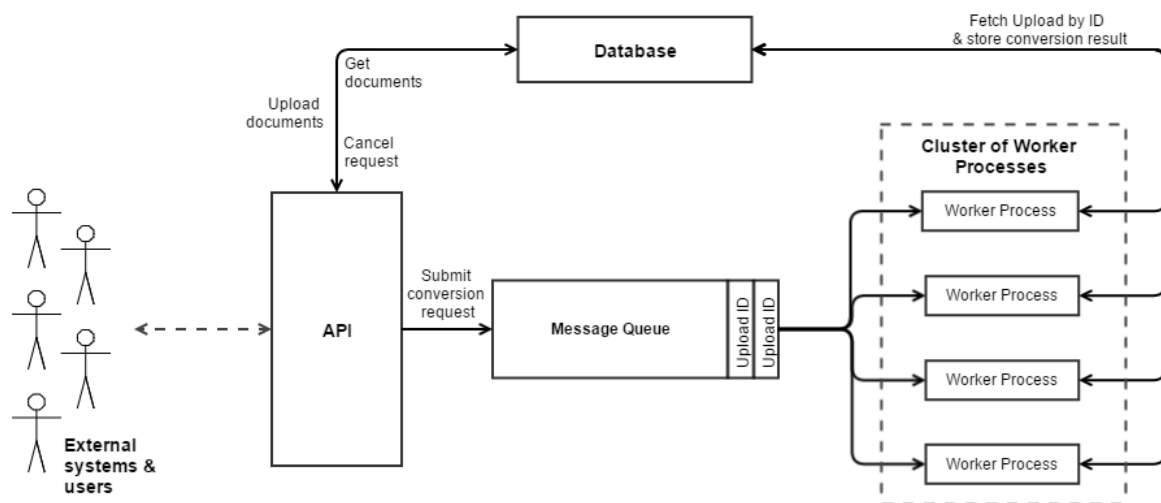 Fetch Upload by ID
& store conversion result
Database
Get
documents
Upload
documents
Cancel
request
Cluster of Worker
Processes
Worker Process
Submit
conversion
request
Worker Process
API
Message Queue
Upload ID
Upload ID
Worker Process
External
systems &
users
Worker Process